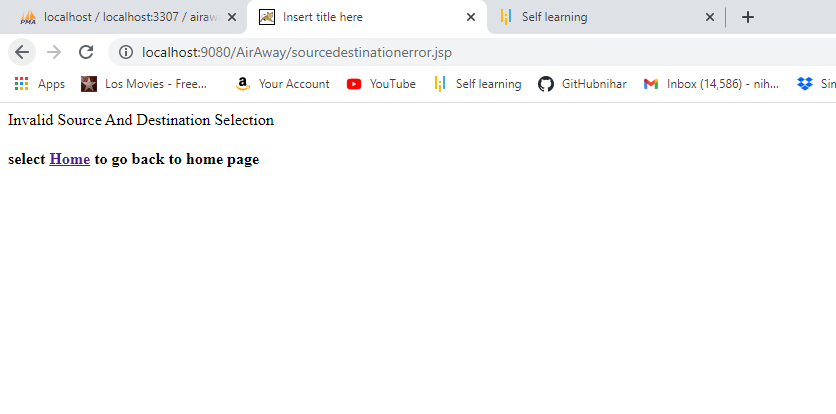 PMA localhost / localhost:3307 / airaw
Insert title here
Self learning
localhost:9080/AirAway/sourcedestinationerror.jsp
Apps
Los Movies - Free...
Your Account
YouTube
Self learning
GitHubnihar
Inbox (14,586) - nih...
Sin
Invalid Source And Destination Selection
select Home to go back to home page